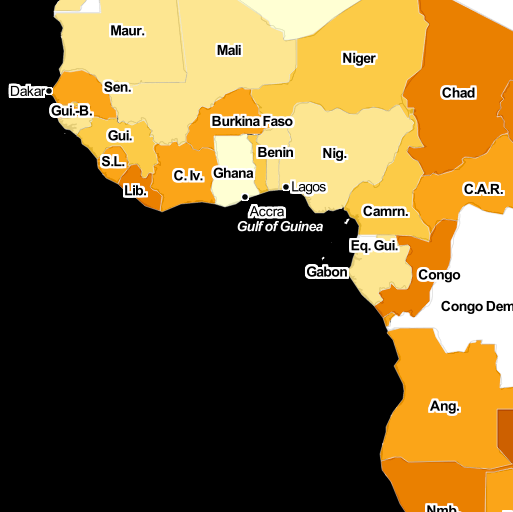 Maur.
Mali
Niger
Dakar
Sen.
Chad
Gui.-B.
Burkina Faso
Gui.
Benin
Nig.
S.L.
C. Iv.
Ghana
Lib.
Lagos
C.A.R.
Accra
Camrn.
Gulf of Guinea
Eq. Gui.
Gabon
Congo
Congo Dem
Ang.
Nmb.